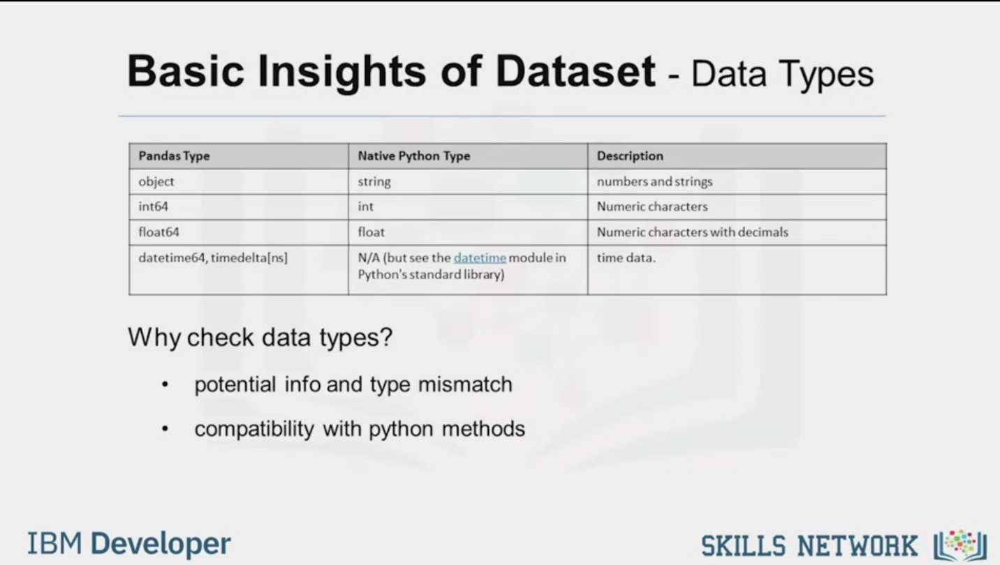 Basic Insights of Dataset - Data Types
Pandas Type Native Python Type Description
object string numbers and strings
int64 int Numeric characters
float64 float Numeric characters with decimals
datetime64, timedelta[ns] N/A (but see the datetime module in time data.
Python's standard library)
Why check data types?
• potential info and type mismatch
• compatibility with python methods
IBM Developer
SKILLS NETWORK